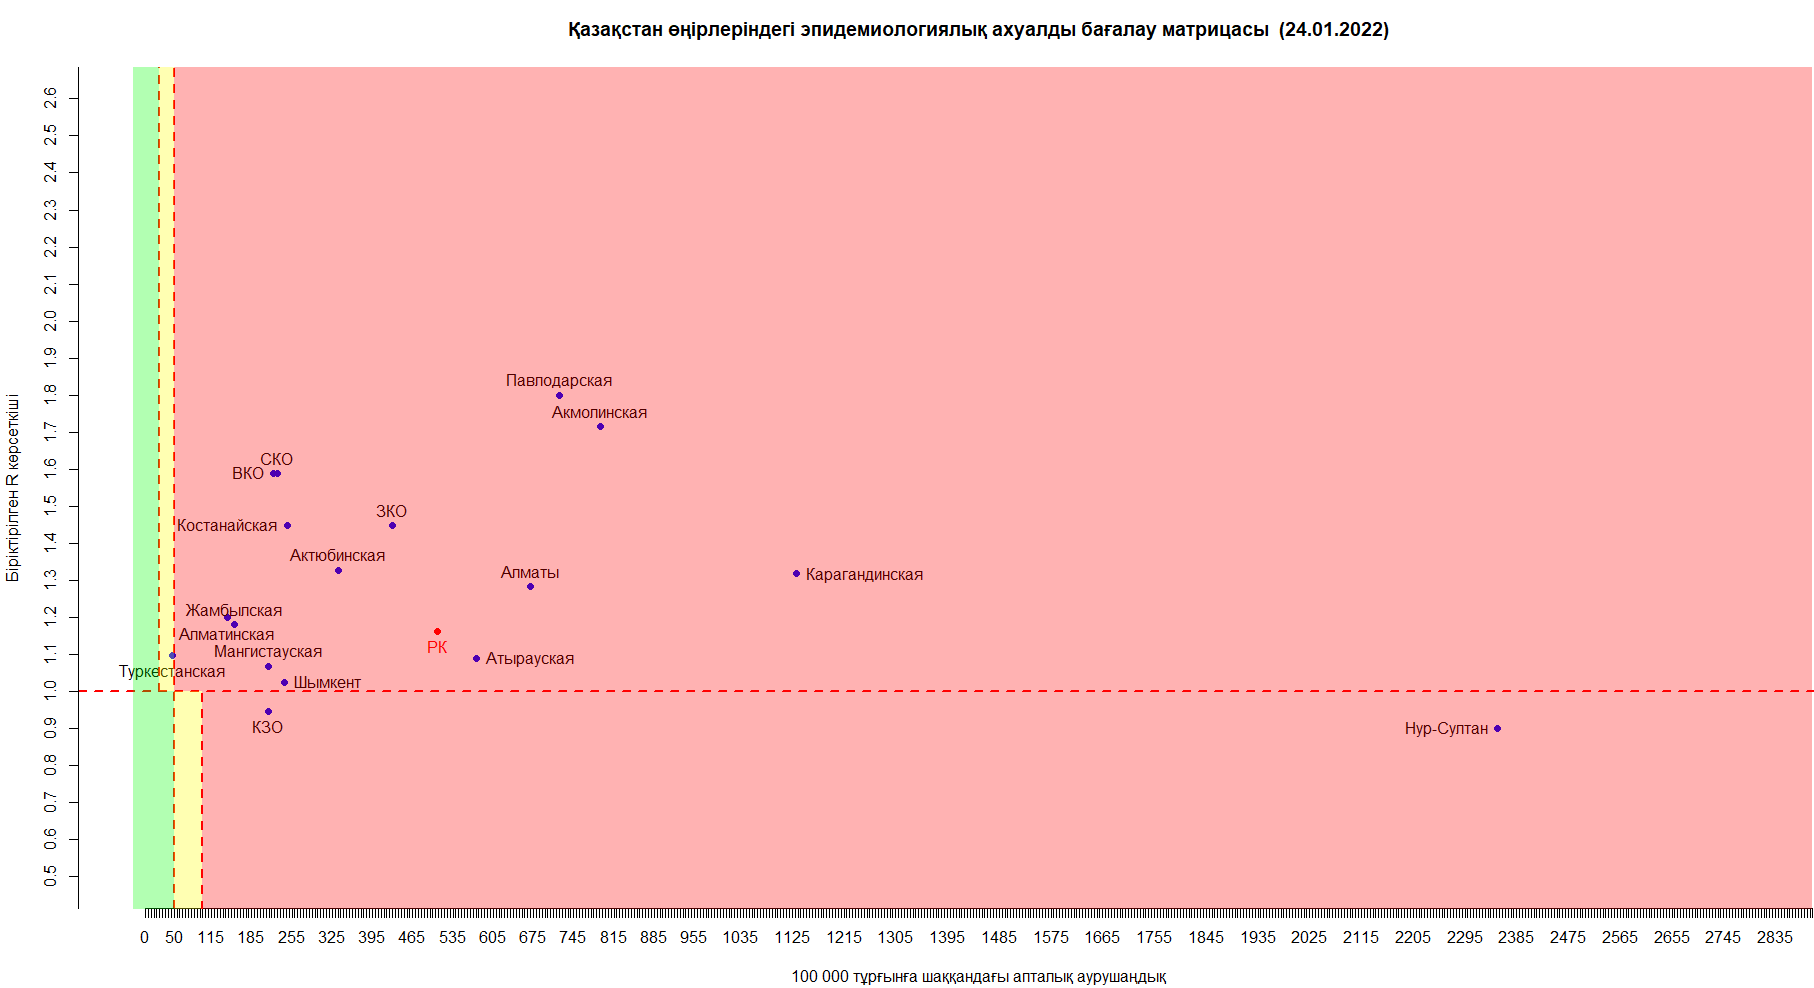 Қазақстан өңірлеріндегі эпидемиологиялық ахуалды бағалау матрицасы (24.01.2022)
Біріктірілген R көрсеткіші
2.6
2.5
2.4
2.3
2.2
2.1
2.0
1.9
1.8
1.7
1.6
1.5
1.4
1.3
1.2
1.1
1.0
0.9
0.8
0.7
0.6
0.5
Павлодарская
Акмолинская
СКО
ВКО
ЗКО
Костанайская
Актюбинская
Алматы
Карагандинская
Жамбылская
Алматинская
РК
Мангистауская
Атырауская
Туркестанская
Шымкент
КЗО
Нур-Султан
0 50 115 185 255 325 395 465 535 605 675 745 815 885 955 1035 1125 1215 1305 1395 1485 1575 1665 1755 1845 1935 2025 2115 2205 2295 2385 2475 2565 2655 2745 2835
100 000 тұрғынға шаққандағы апталық аурушаңдық